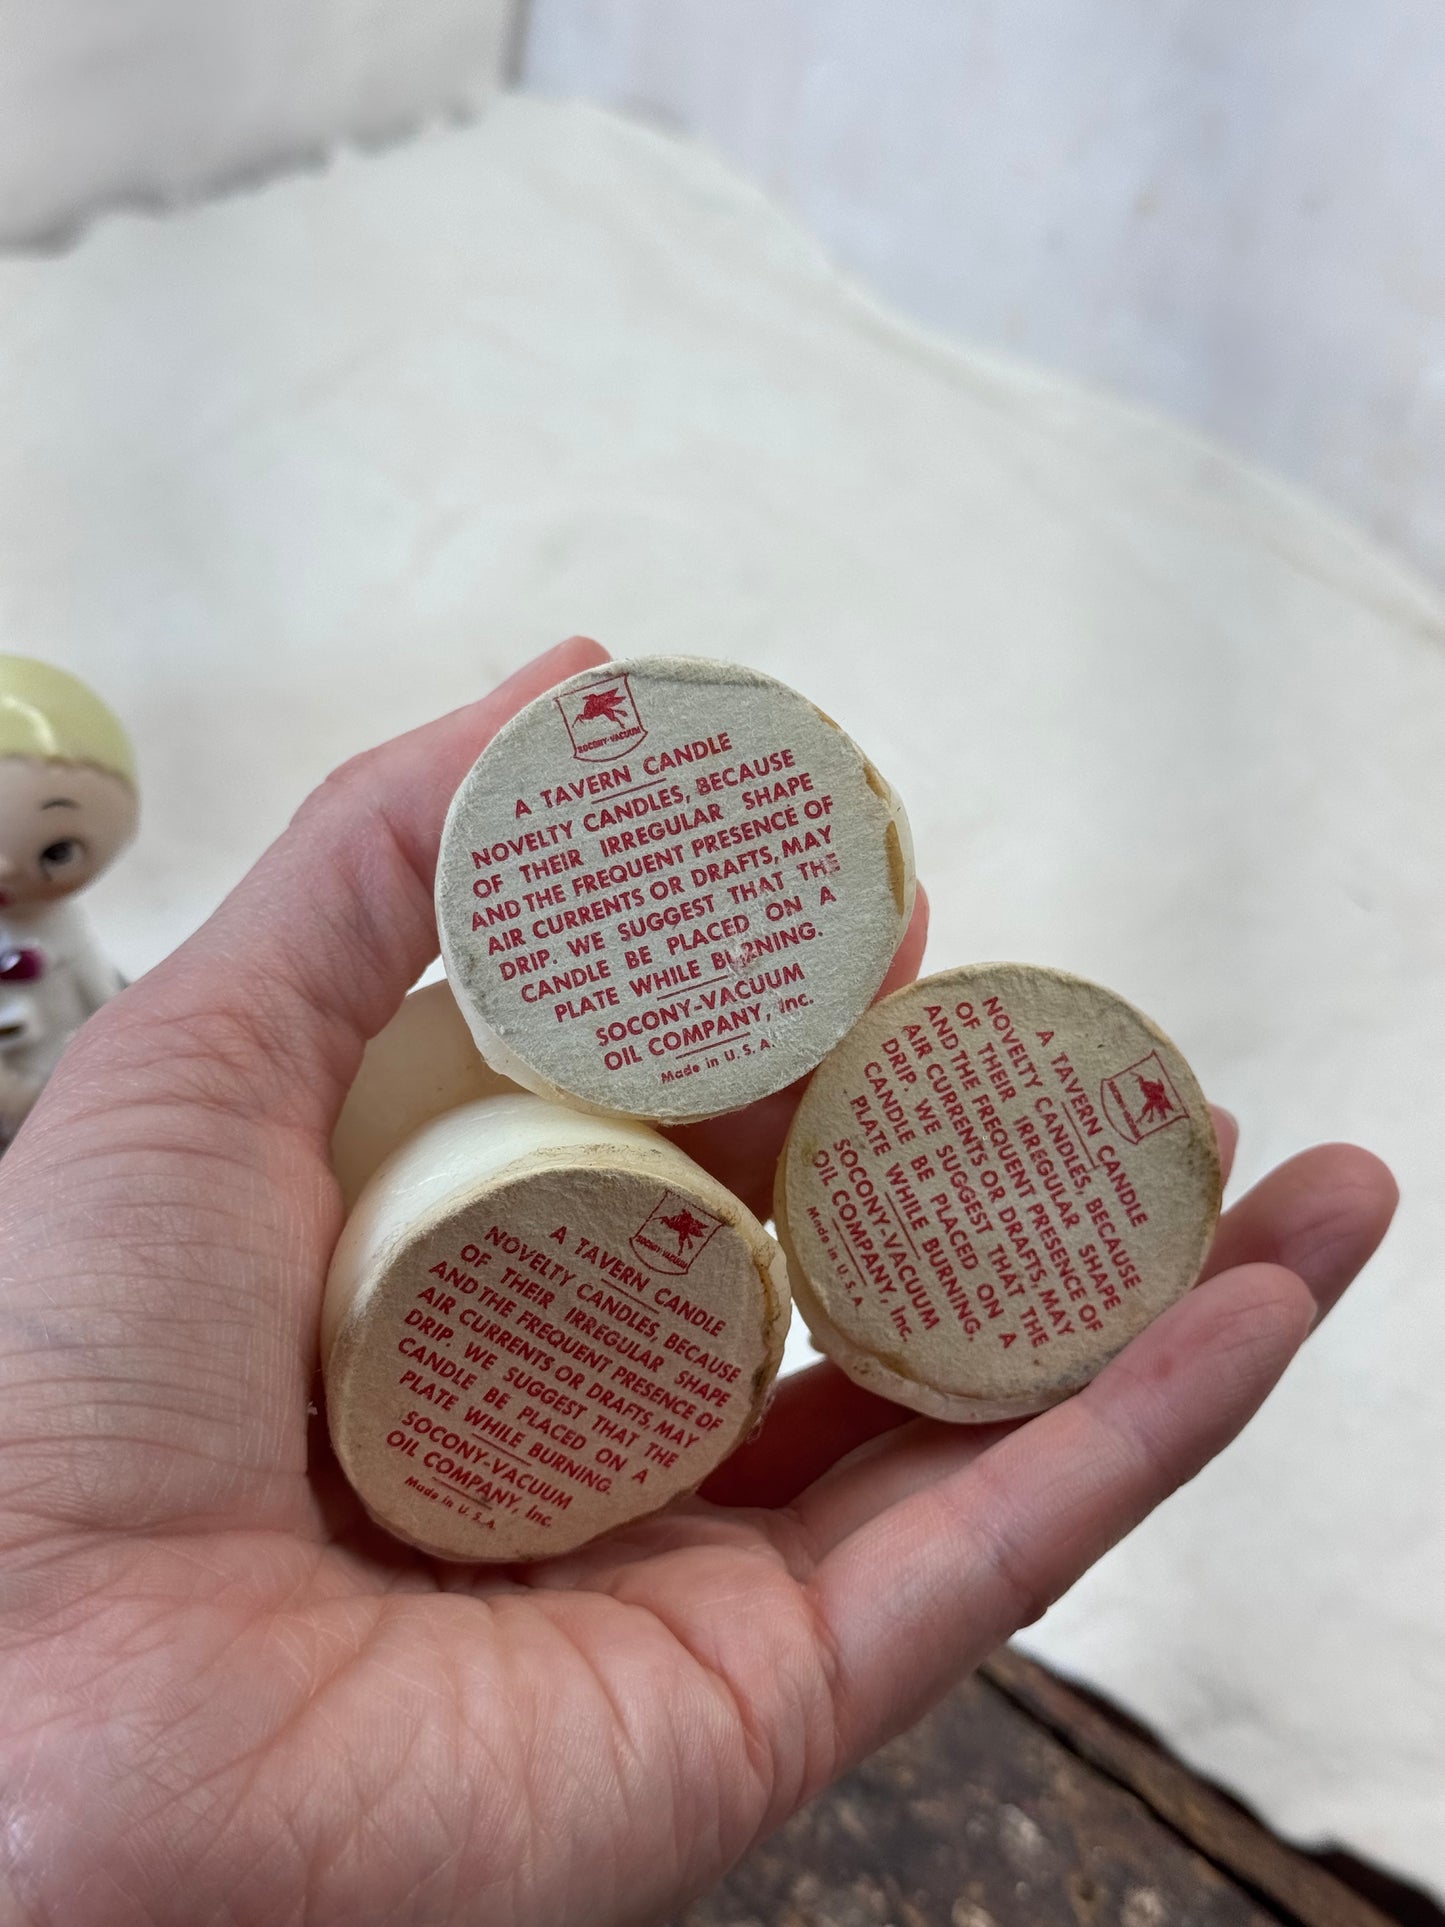 SOCONY-VACUUM
A TAVERN CANDLE
NOVELTY CANDLES, BECAUSE
OF THEIR IRREGULAR SHAPE
AND THE FREQUENT PRESENCE OF
AIR CURRENTS OR DRAFTS, MAY
DRIP. WE SUGGEST THAT THE
CANDLE BE PLACED ON A
PLATE WHILE BURNING.
SOCONY-VACUUM
OIL COMPANY, Inc.
Made in U. S. A.
SOCONY-VACUUM
A TAVERN CANDLE
NOVELTY CANDLES, BECAUSE
OF THEIR IRREGULAR SHAPE
AND THE FREQUENT PRESENCE OF
AIR CURRENTS OR DRAFTS, MAY
DRIP. WE SUGGEST THAT THE
CANDLE BE PLACED ON A
PLATE WHILE BURNING.
SOCONY-VACUUM
OIL COMPANY, Inc.
Made in U. S. A.
SOCONY-VACUUM
A TAVERN CANDLE
NOVELTY CANDLES, BECAUSE
OF THEIR IRREGULAR SHAPE
AND THE FREQUENT PRESENCE OF
AIR CURRENTS OR DRAFTS, MAY
DRIP. WE SUGGEST THAT THE
CANDLE BE PLACED ON A
PLATE WHILE BURNING.
SOCONY-VACUUM
OIL COMPANY, Inc.
Made in U. S. A.